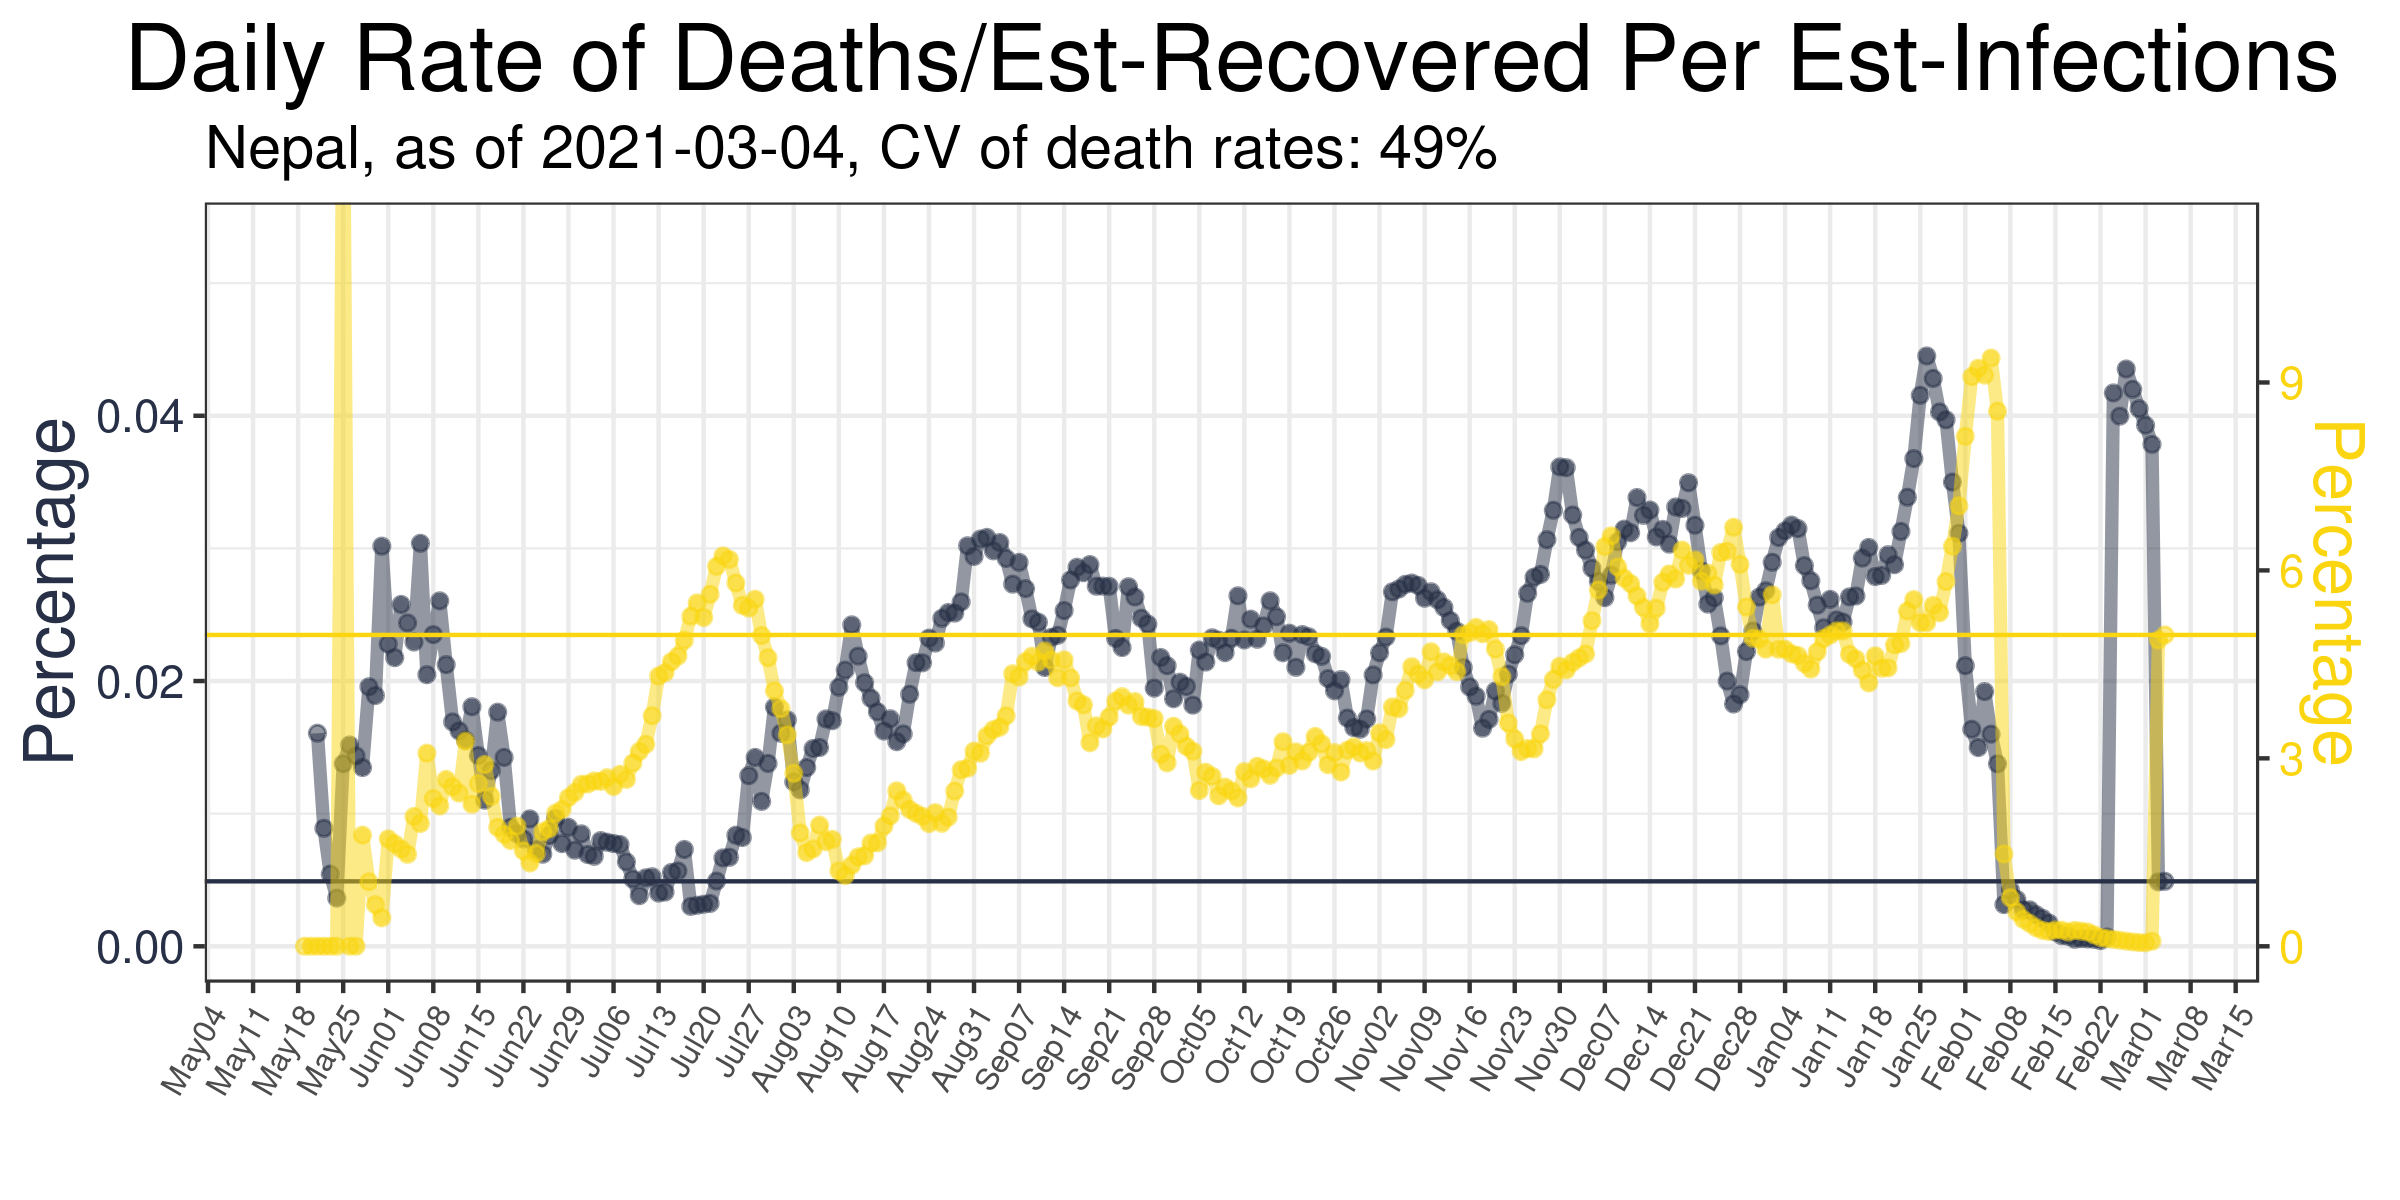 Daily Rate of Deaths/Est-Recovered Per Est-Infections
Nepal, as of 2021-03-04, CV of death rates: 49%
Percentage
0.04
0.02
0.00
9
6
3
0
Percentage
May04 May11 May18 May25 Jun01 Jun08 Jun15 Jun22 Jun29 Jul06 Jul13 Jul20 Jul27 Aug03 Aug10 Aug17 Aug24 Aug31 Sep07 Sep14 Sep21 Sep28 Oct05 Oct12 Oct19 Oct26 Nov02 Nov09 Nov16 Nov23 Nov30 Dec07 Dec14 Dec21 Dec28 Jan04 Jan11 Jan18 Jan25 Feb01 Feb08 Feb15 Feb22 Mar01 Mar08 Mar15